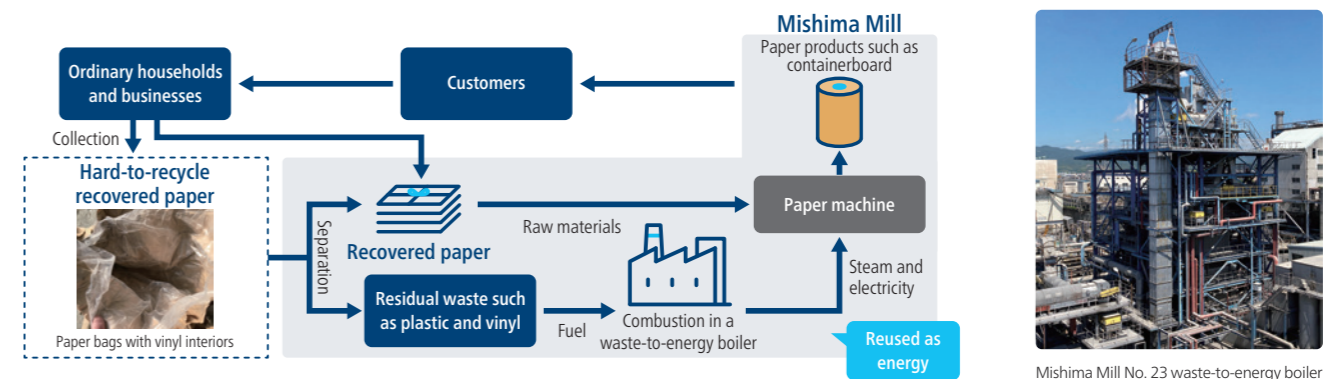 Mishima Mill
Paper products such as
containerboard
Ordinary households
and businesses
Customers
Collection
Hard-to-recycle
recovered paper
Paper bags with vinyl interiors
Separation
Recovered paper
Raw materials
Paper machine
Residual waste such
as plastic and vinyl
Fuel
Combustion in a
waste-to-energy boiler
Steam and
electricity
Reused as
energy
Mishima Mill No. 23 waste-to-energy boiler